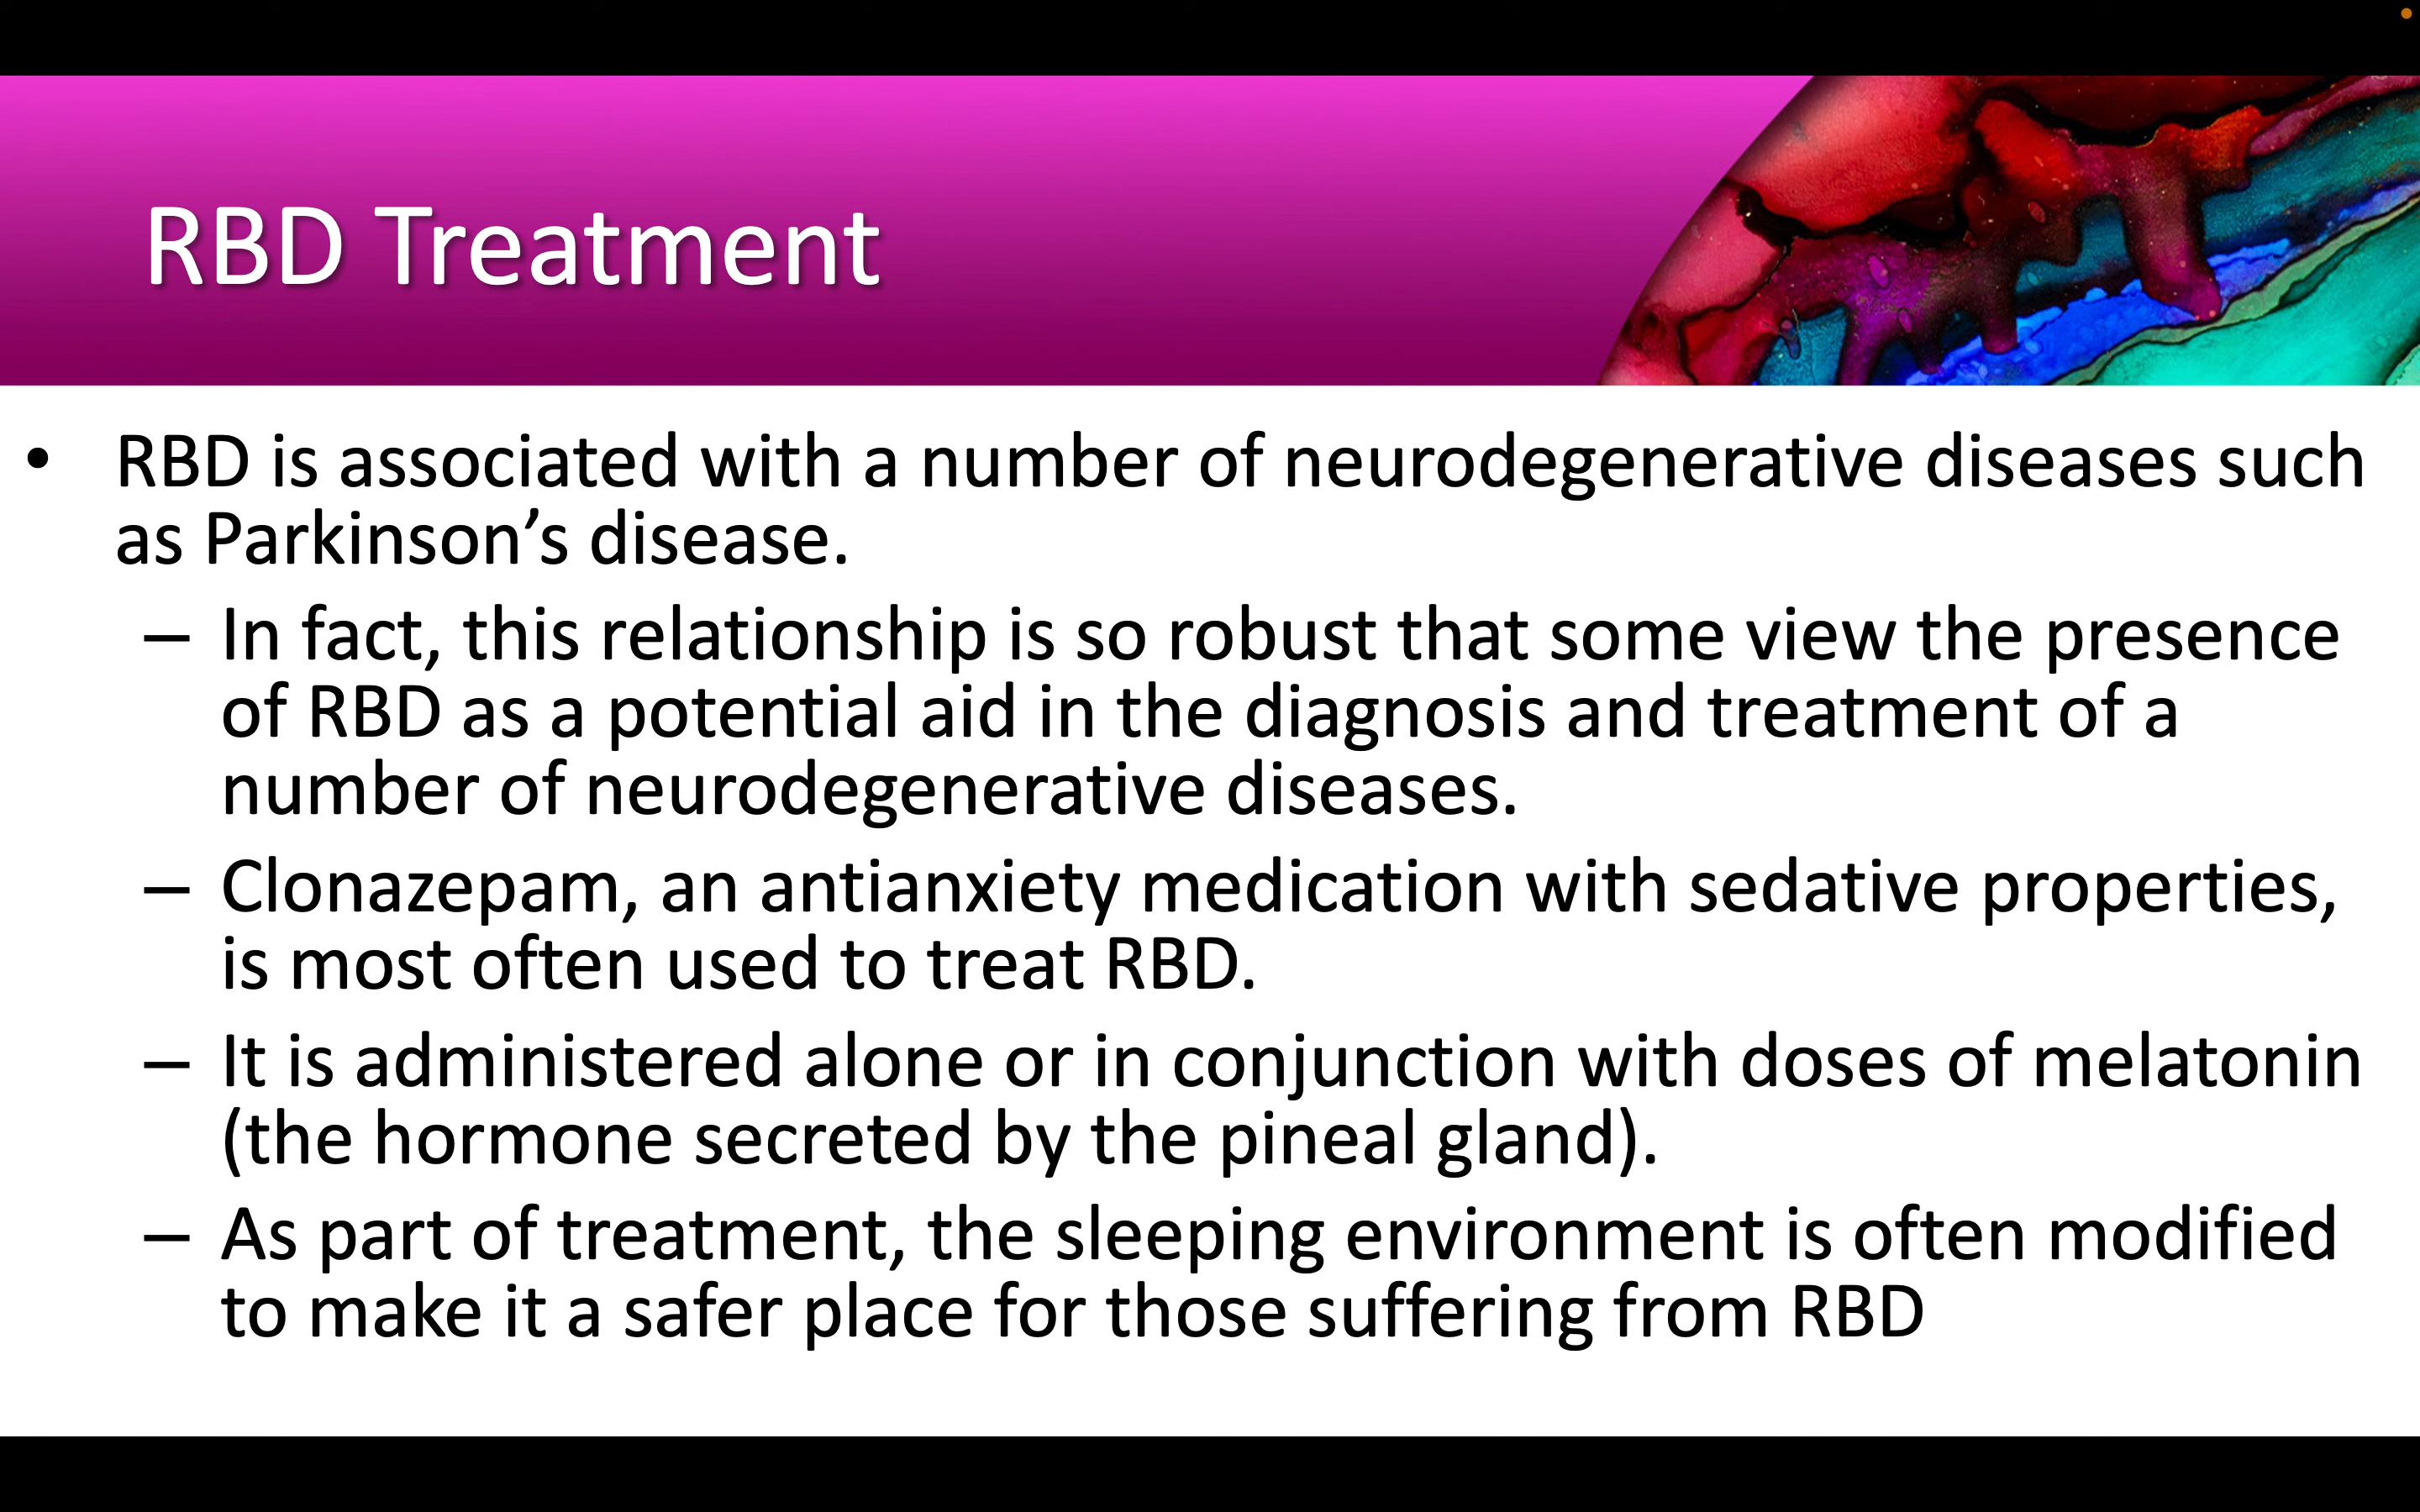 RBD Treatment
• RBD is associated with a number of neurodegenerative diseases such
as Parkinson’s disease.
– In fact, this relationship is so robust that some view the presence
of RBD as a potential aid in the diagnosis and treatment of a
number of neurodegenerative diseases.
– Clonazepam, an antianxiety medication with sedative properties,
is most often used to treat RBD.
– It is administered alone or in conjunction with doses of melatonin
(the hormone secreted by the pineal gland).
– As part of treatment, the sleeping environment is often modified
to make it a safer place for those suffering from RBD